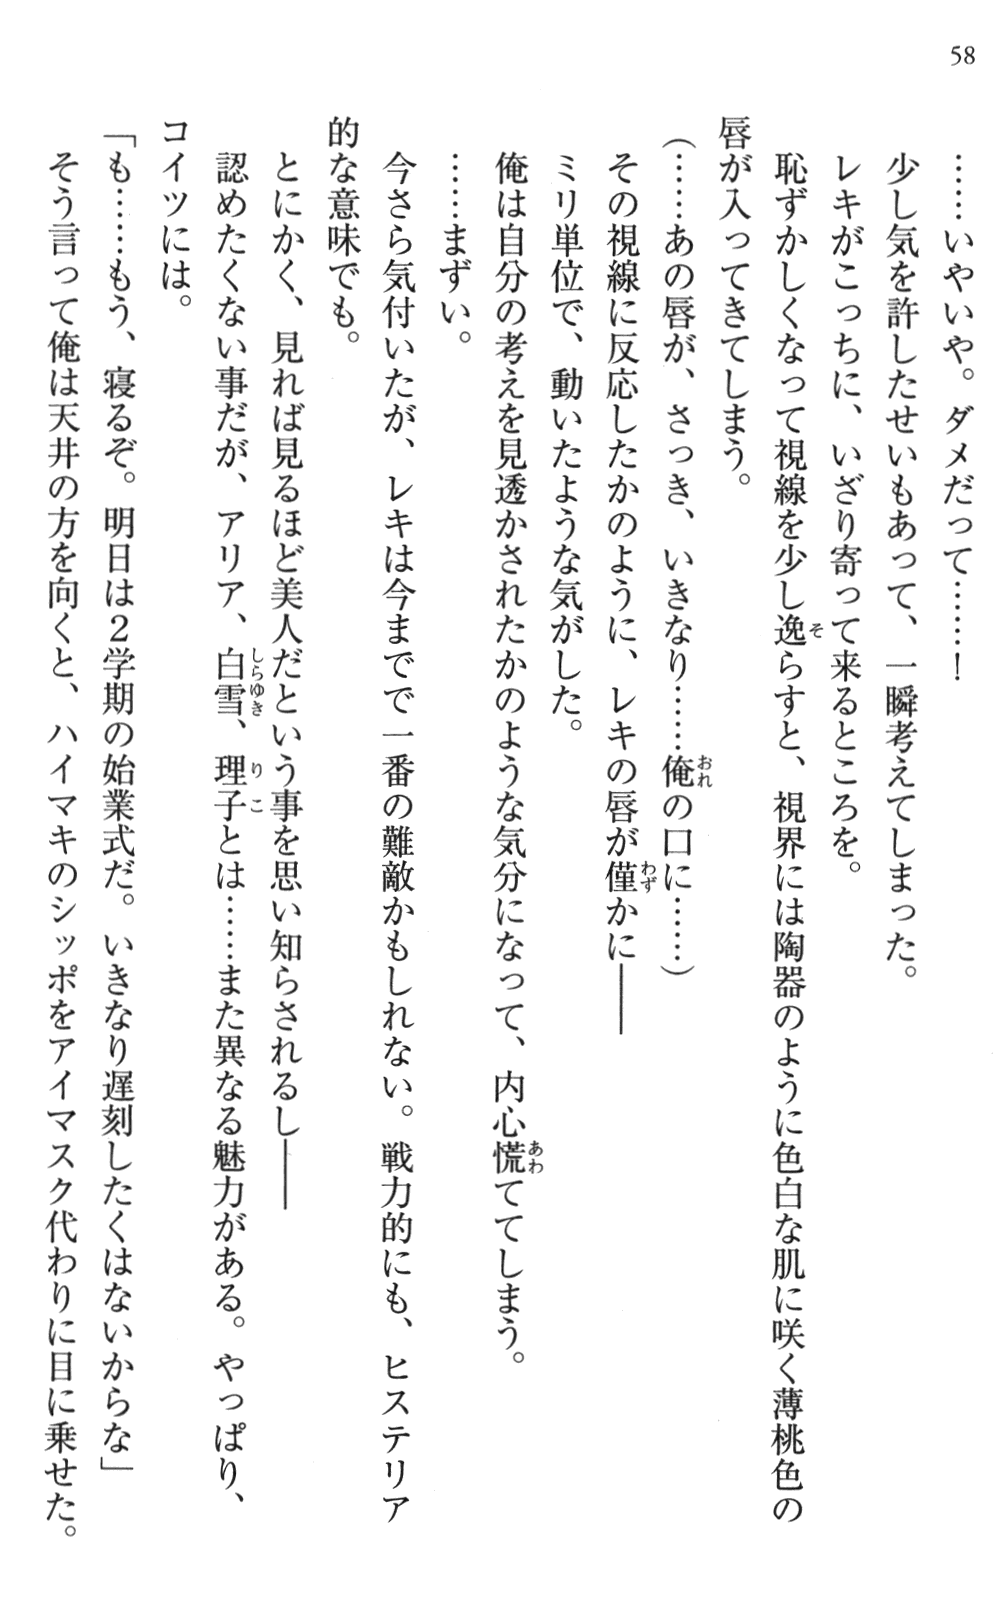 58
……いやいや。ダメだって……！
少し気を許したせいもあって、一瞬考えてしまった。
レキがこっちに、いざり寄って来るところを。
恥ずかしくなって視線を少し逸らすと、視界には陶器のように色白な肌に咲く薄桃色の
唇が入ってきてしまう。
（……あの唇が、さっき、いきなり……俺の口に……）
その視線に反応したかのように、レキの唇が僅かに――
ミリ単位で、動いたような気がした。
俺は自分の考えを見透かされたかのような気分になって、内心慌ててしまう。
……まずい。
今さら気付いたが、レキは今までで一番の難敵かもしれない。戦力的にも、ヒステリア
的な意味でも。
とにかく、見れば見るほど美人だという事を思い知らされるし――
認めたくない事だが、アリア、白雪、理子とは……また異なる魅力がある。やっぱり、
コイツには。
「も……もう、寝るぞ。明日は２学期の始業式だ。いきなり遅刻したくはないからな」
そう言って俺は天井の方を向くと、ハイマキのシッポをアイマスク代わりに目に乗せた。